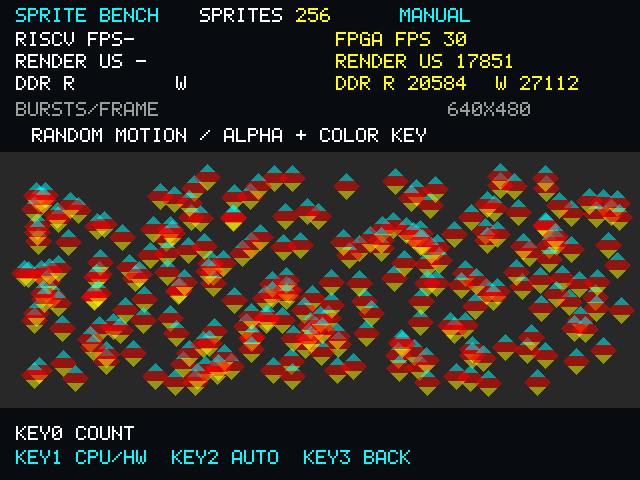 SPRITE BENCH SPRITES 256 MANUAL
RISCV FPS- FPGA FPS 30
RENDER US - RENDER US 17851
DDR R W DDR R 20584 W 27112
BURSTS/FRAME 640X480
RANDOM MOTION / ALPHA + COLOR KEY
KEY0 COUNT
KEY1 CPU/HW KEY2 AUTO KEY3 BACK